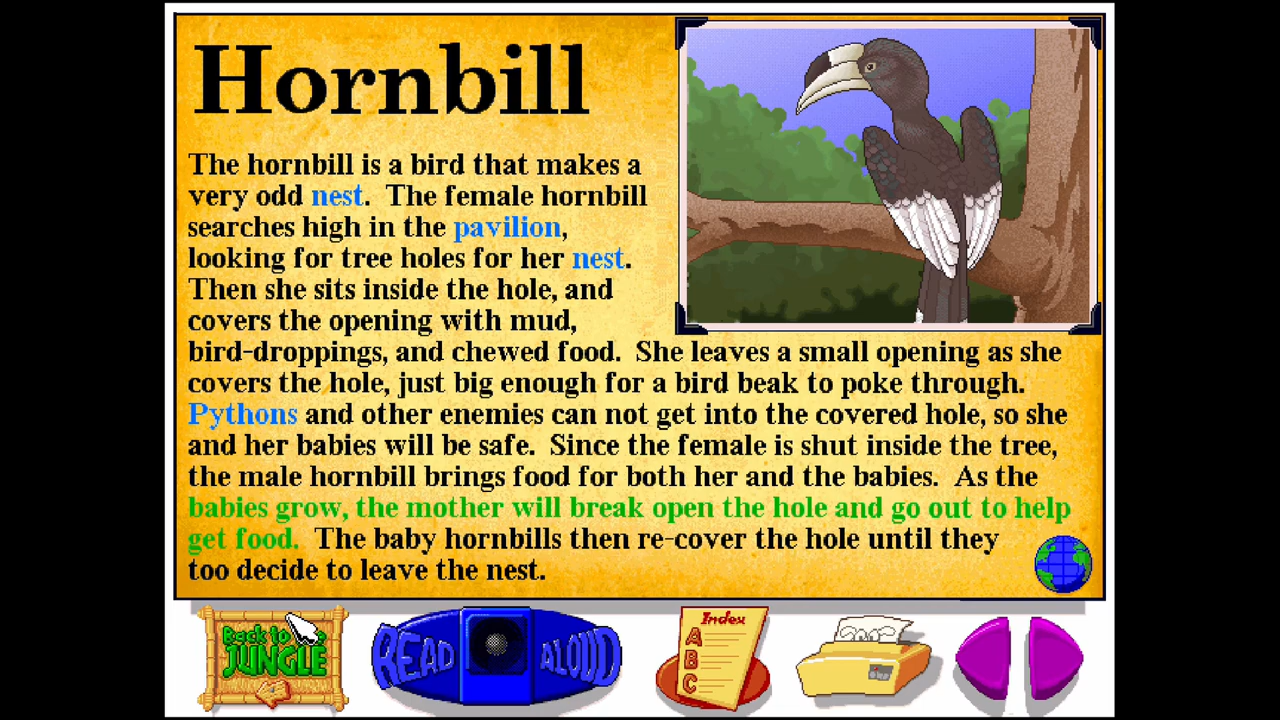 Hornbill
The hornbill is a bird that makes a
very odd nest.  The female hornbill
searches high in the pavilion,
looking for tree holes for her nest.
Then she sits inside the hole, and
covers the opening with mud,
bird-droppings, and chewed food.  She leaves a small opening as she
covers the hole, just big enough for a bird beak to poke through.
Pythons and other enemies can not get into the covered hole, so she
and her babies will be safe.  Since the female is shut inside the tree,
the male hornbill brings food for both her and the babies.  As the
babies grow, the mother will break open the hole and go out to help
get food.  The baby hornbills then re-cover the hole until they
too decide to leave the nest.
Back to
JUNGLE
READ ALOUD
Index
A
B
C